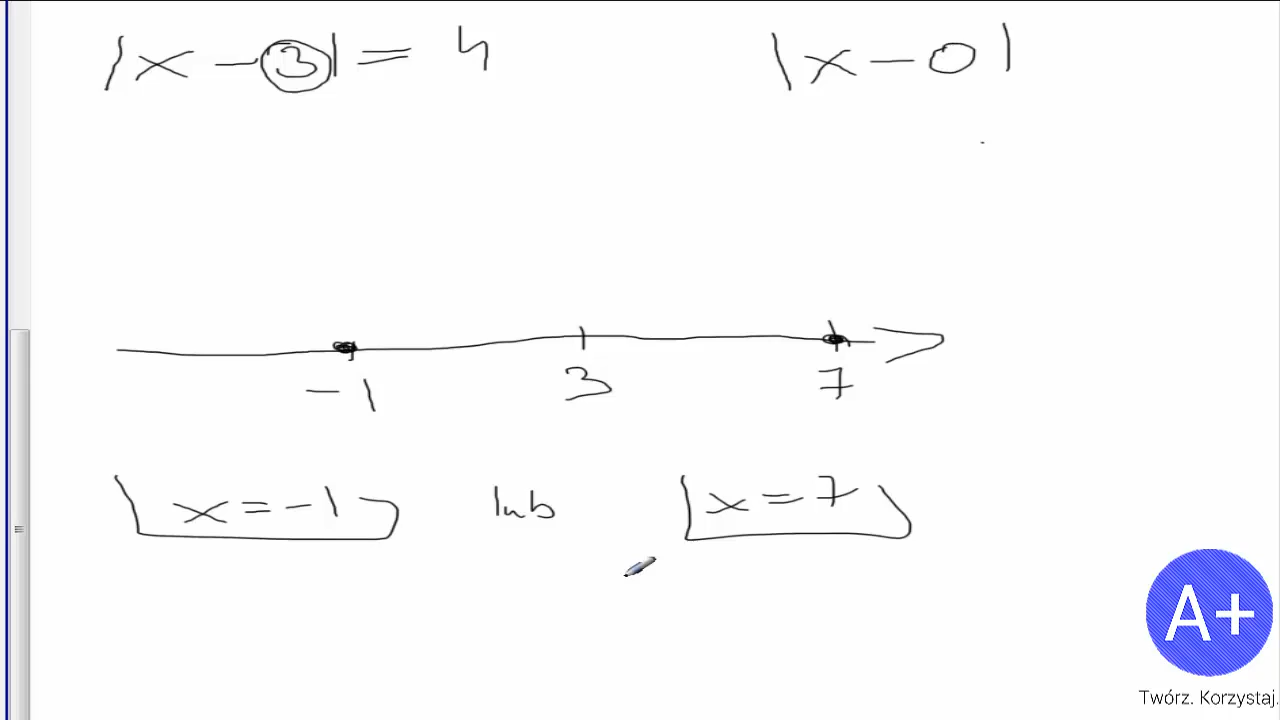 |x - 3| = 4 |x - 0|
-1 3 7
x = -1 lub x = 7
A+
Twórz. Korzystaj.